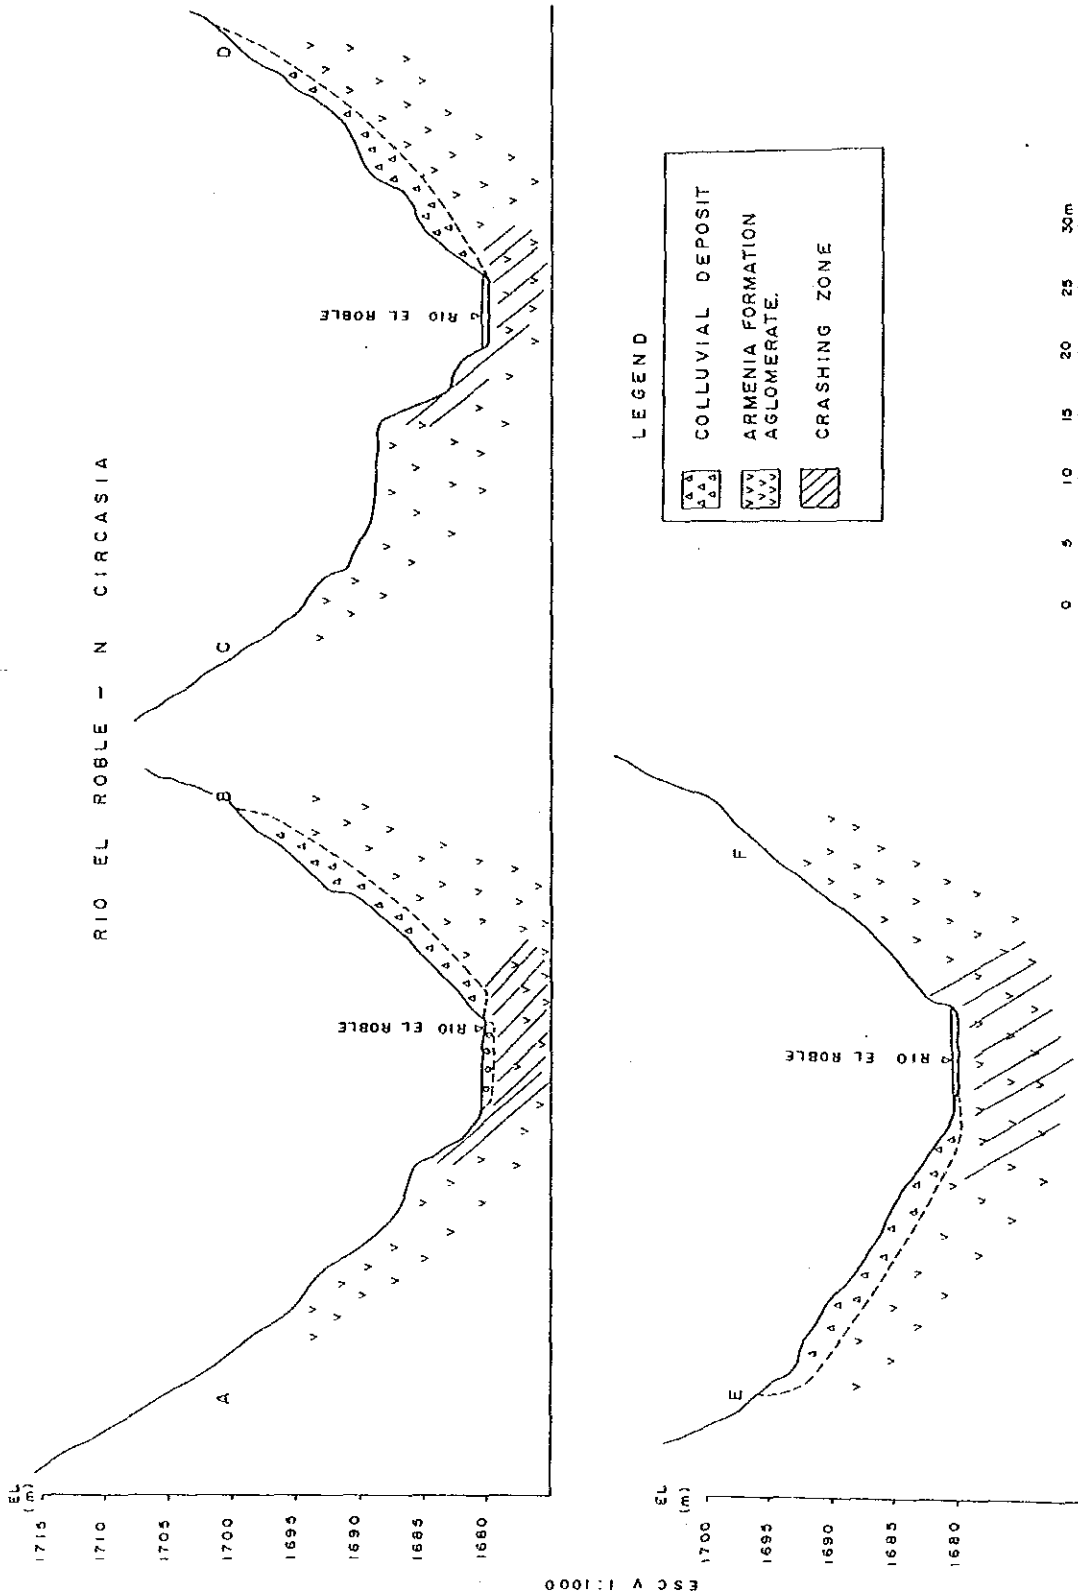 RIO EL ROBLE - N CIRCASIA
EL
(m)
1715
1710
1705
1700
1695
1690
1685
1680
A
B
RIO EL ROBLE
C
D
RIO EL ROBLE
ESC V 1:1000
EL
(m)
1700
1695
1690
1685
1680
E
F
RIO EL ROBLE
LEGEND
COLLUVIAL DEPOSIT
ARMENIA FORMATION
AGLOMERATE.
CRASHING ZONE
0 5 10 15 20 25 30m